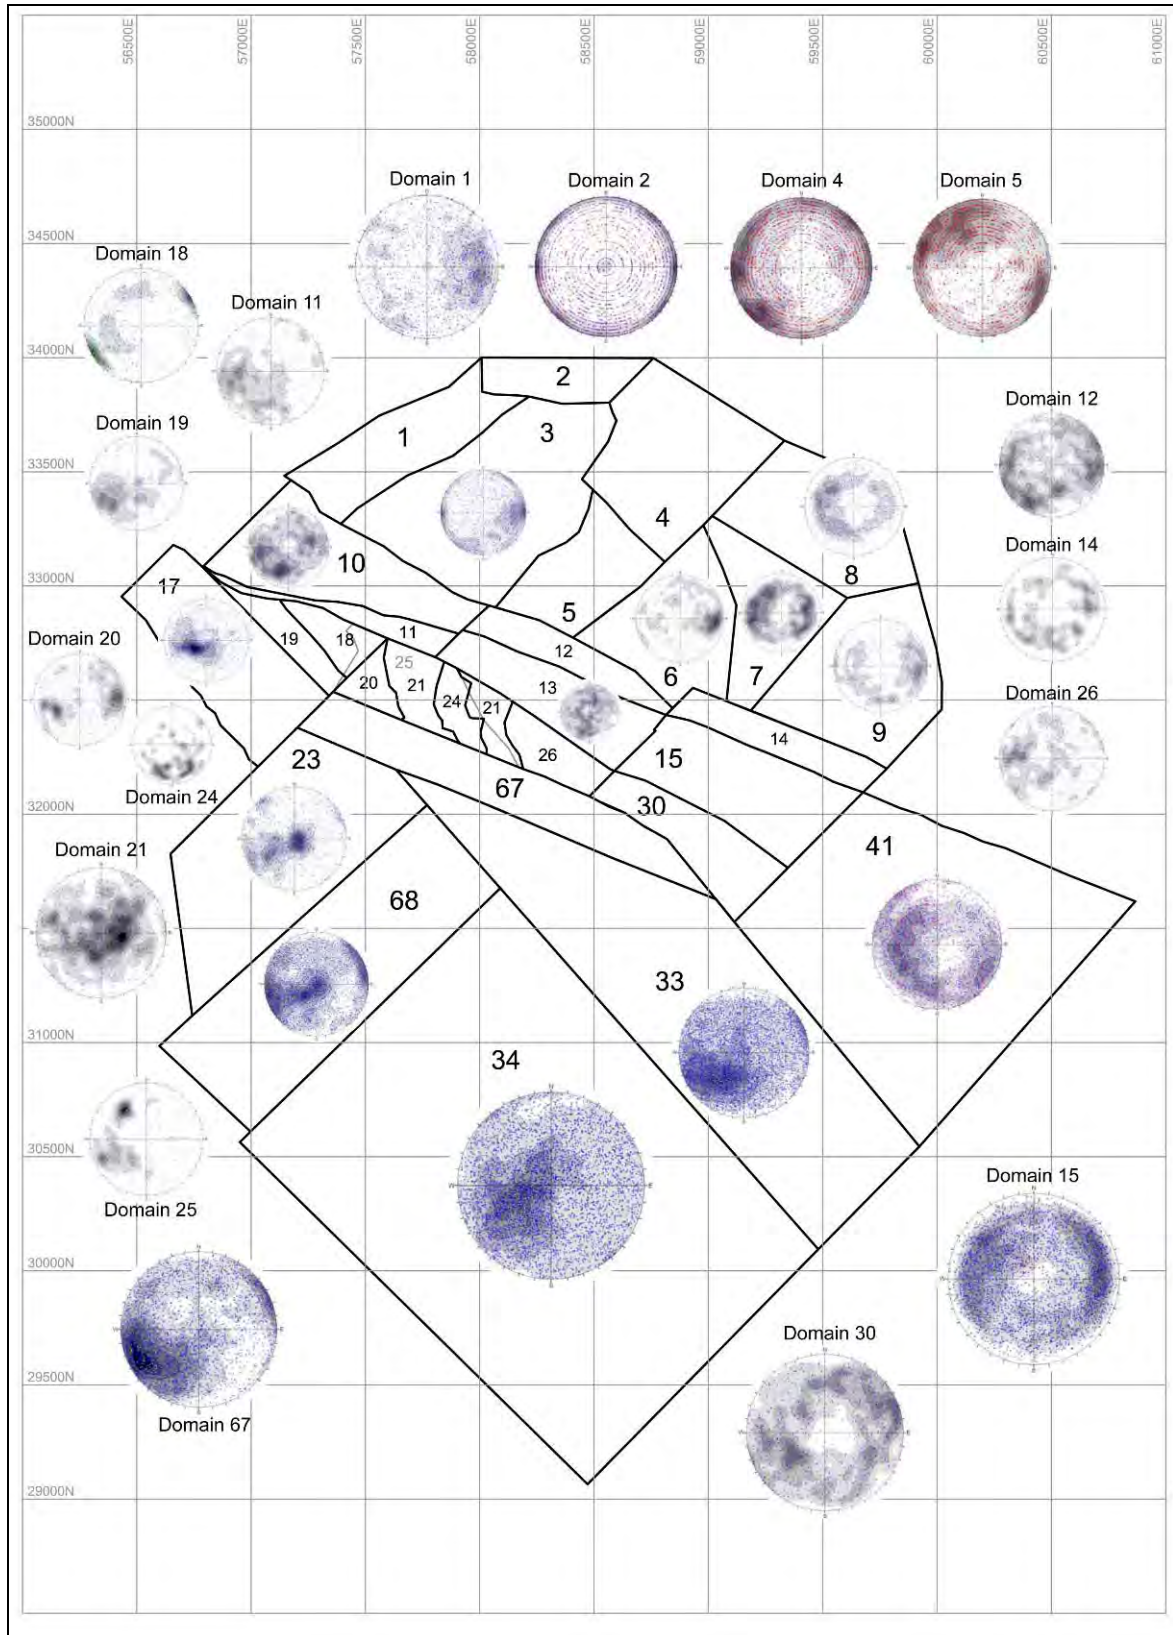 56500E
57000E
57500E
58000E
58500E
59000E
59500E
60000E
60500E
61000E
35000N
34500N
34000N
33500N
33000N
32000N
31000N
30500N
30000N
29500N
29000N
Domain 1
Domain 2
Domain 4
Domain 5
Domain 18
Domain 11
Domain 19
Domain 12
Domain 14
Domain 20
Domain 26
Domain 24
Domain 21
Domain 25
Domain 15
Domain 30
Domain 67
2
1
3
4
10
8
17
5
19
18
11
12
25
20
21
24
21
13
6
7
14
9
26
15
23
67
30
41
68
33
34